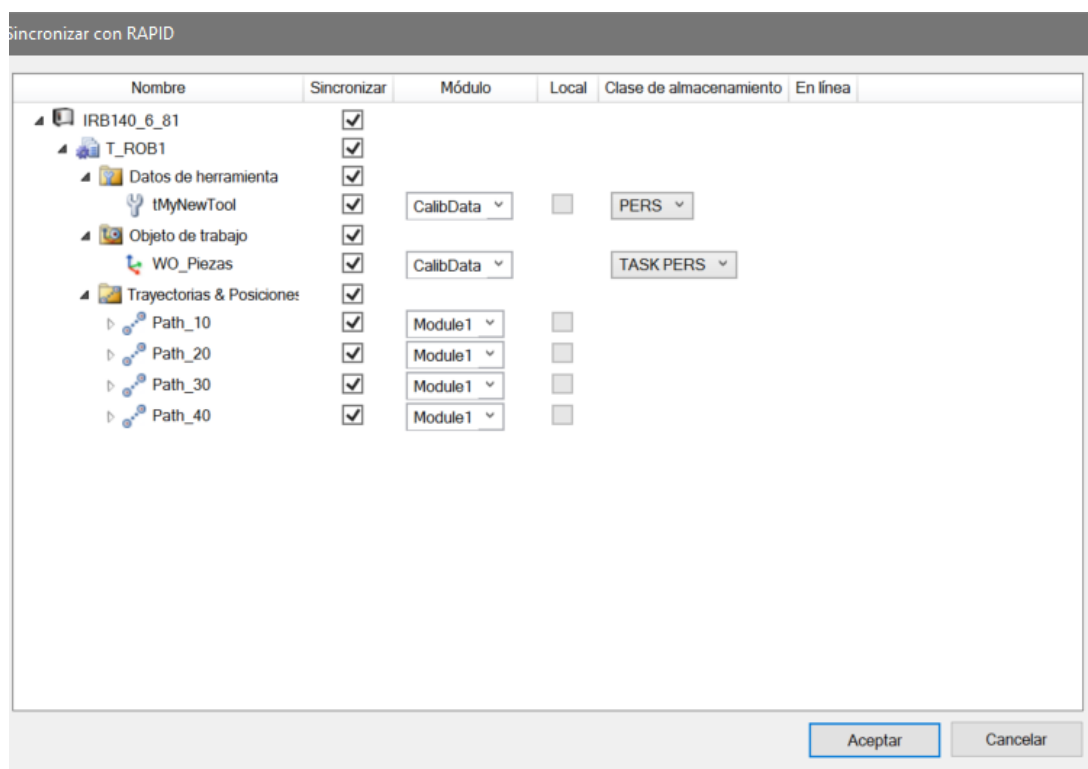 Sincronizar con RAPID
Nombre Sincronizar Módulo Local Clase de almacenamiento En línea
IRB140_6_81
T_ROB1
Datos de herramienta
tMyNewTool CalibData PERS
Objeto de trabajo
WO_Piezas CalibData TASK PERS
Trayectorias & Posiciones
Path_10 Module1
Path_20 Module1
Path_30 Module1
Path_40 Module1
Aceptar Cancelar